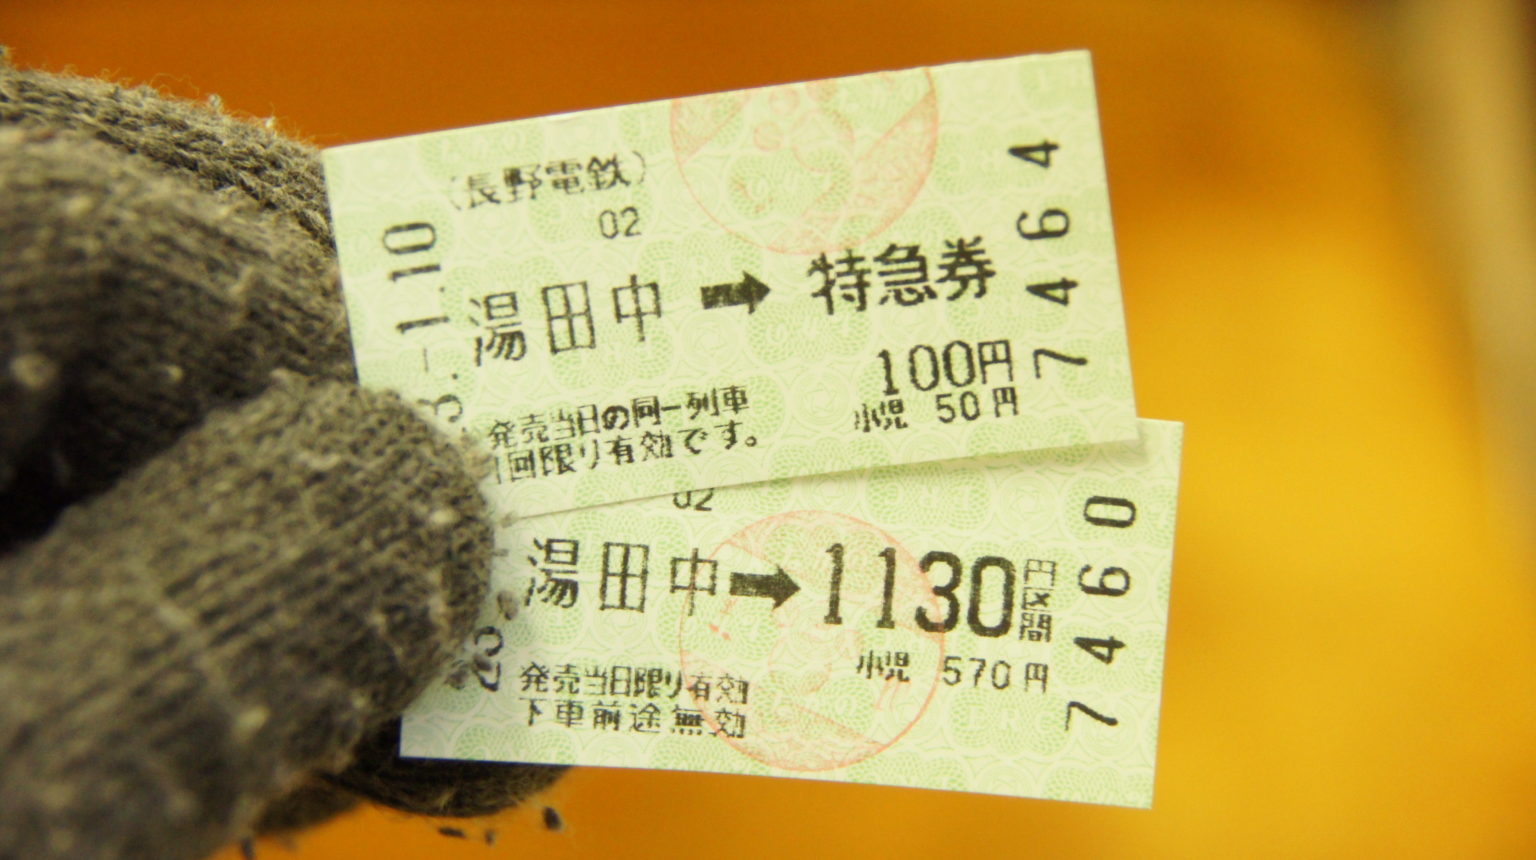 (長野電鉄)
02
湯田中 ➡ 特急券
100円
小児 50円
発売当日の同一列車
1回限り有効です。
3.-1.10
7464
02
湯田中 ➡ 1130円区間
小児 570円
発売当日限り有効
下車前途無効
23.-
7460